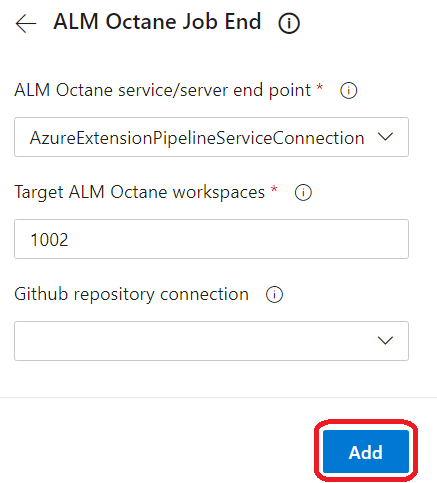 ALM Octane Job End
ALM Octane service/server end point *
AzureExtensionPipelineServiceConnection
Target ALM Octane workspaces *
1002
Github repository connection
Add